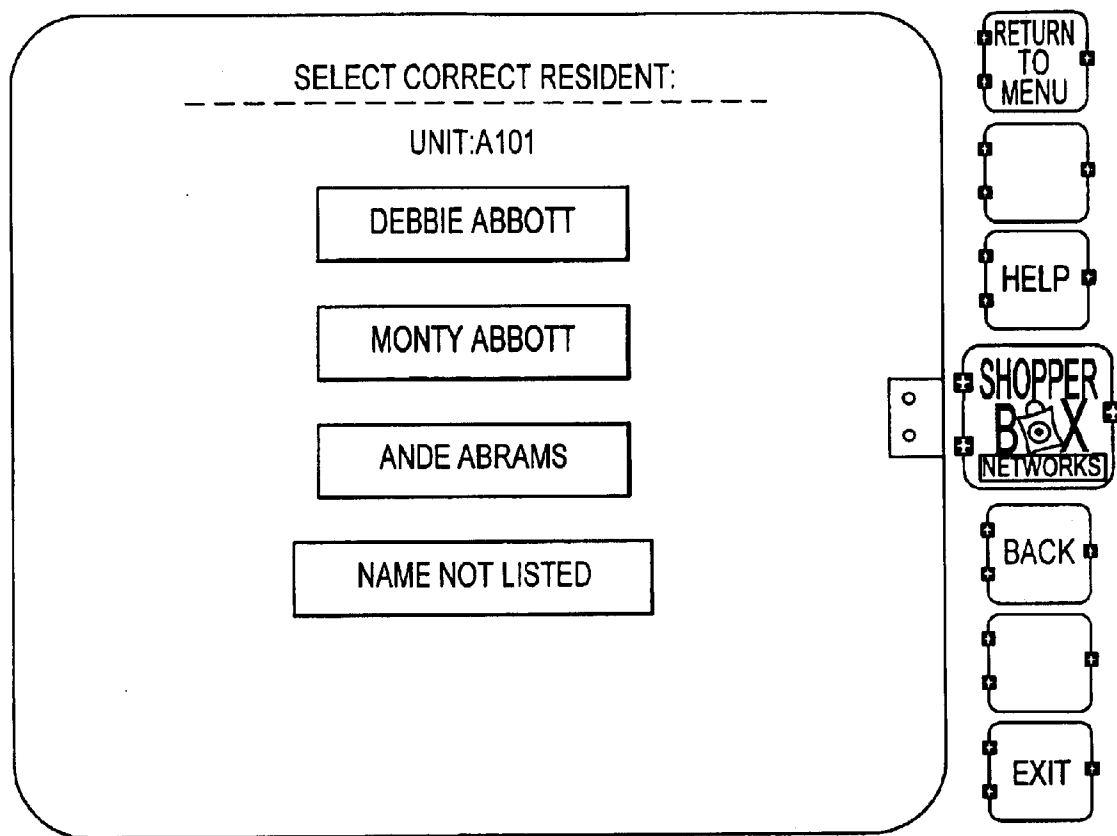 SELECT CORRECT RESIDENT:
UNIT:A101
DEBBIE ABBOTT
MONTY ABBOTT
ANDE ABRAMS
NAME NOT LISTED
RETURN
TO
MENU
HELP
SHOPPER
BOX
NETWORKS
BACK
EXIT